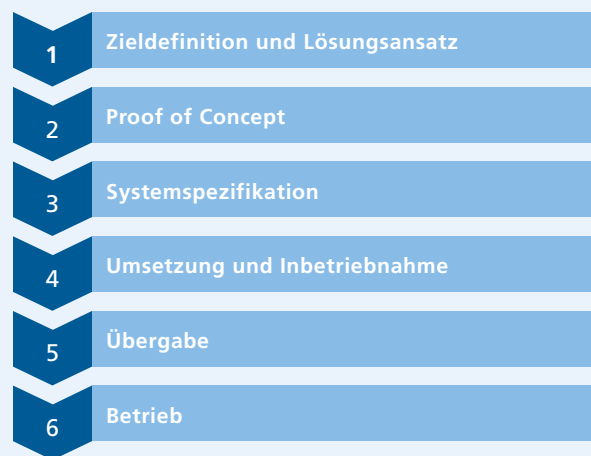 1 Zieldefinition und Lösungsansatz
2 Proof of Concept
3 Systemspezifikation
4 Umsetzung und Inbetriebnahme
5 Übergabe
6 Betrieb